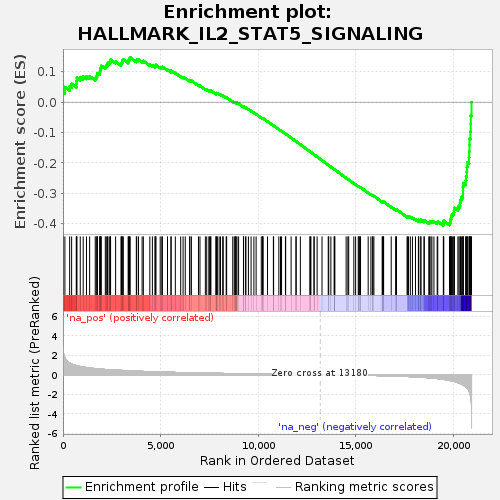 Enrichment plot:
HALLMARK_IL2_STAT5_SIGNALING
Enrichment score (ES)
0.1
0.0
-0.1
-0.2
-0.3
-0.4
Ranked list metric (PreRanked)
6
4
2
0
-2
-4
-6
'na_pos' (positively correlated)
Zero cross at 13180
'na_neg' (negatively correlated)
0
5,000
10,000
15,000
20,000
Rank in Ordered Dataset
Enrichment profile
Hits
Ranking metric scores